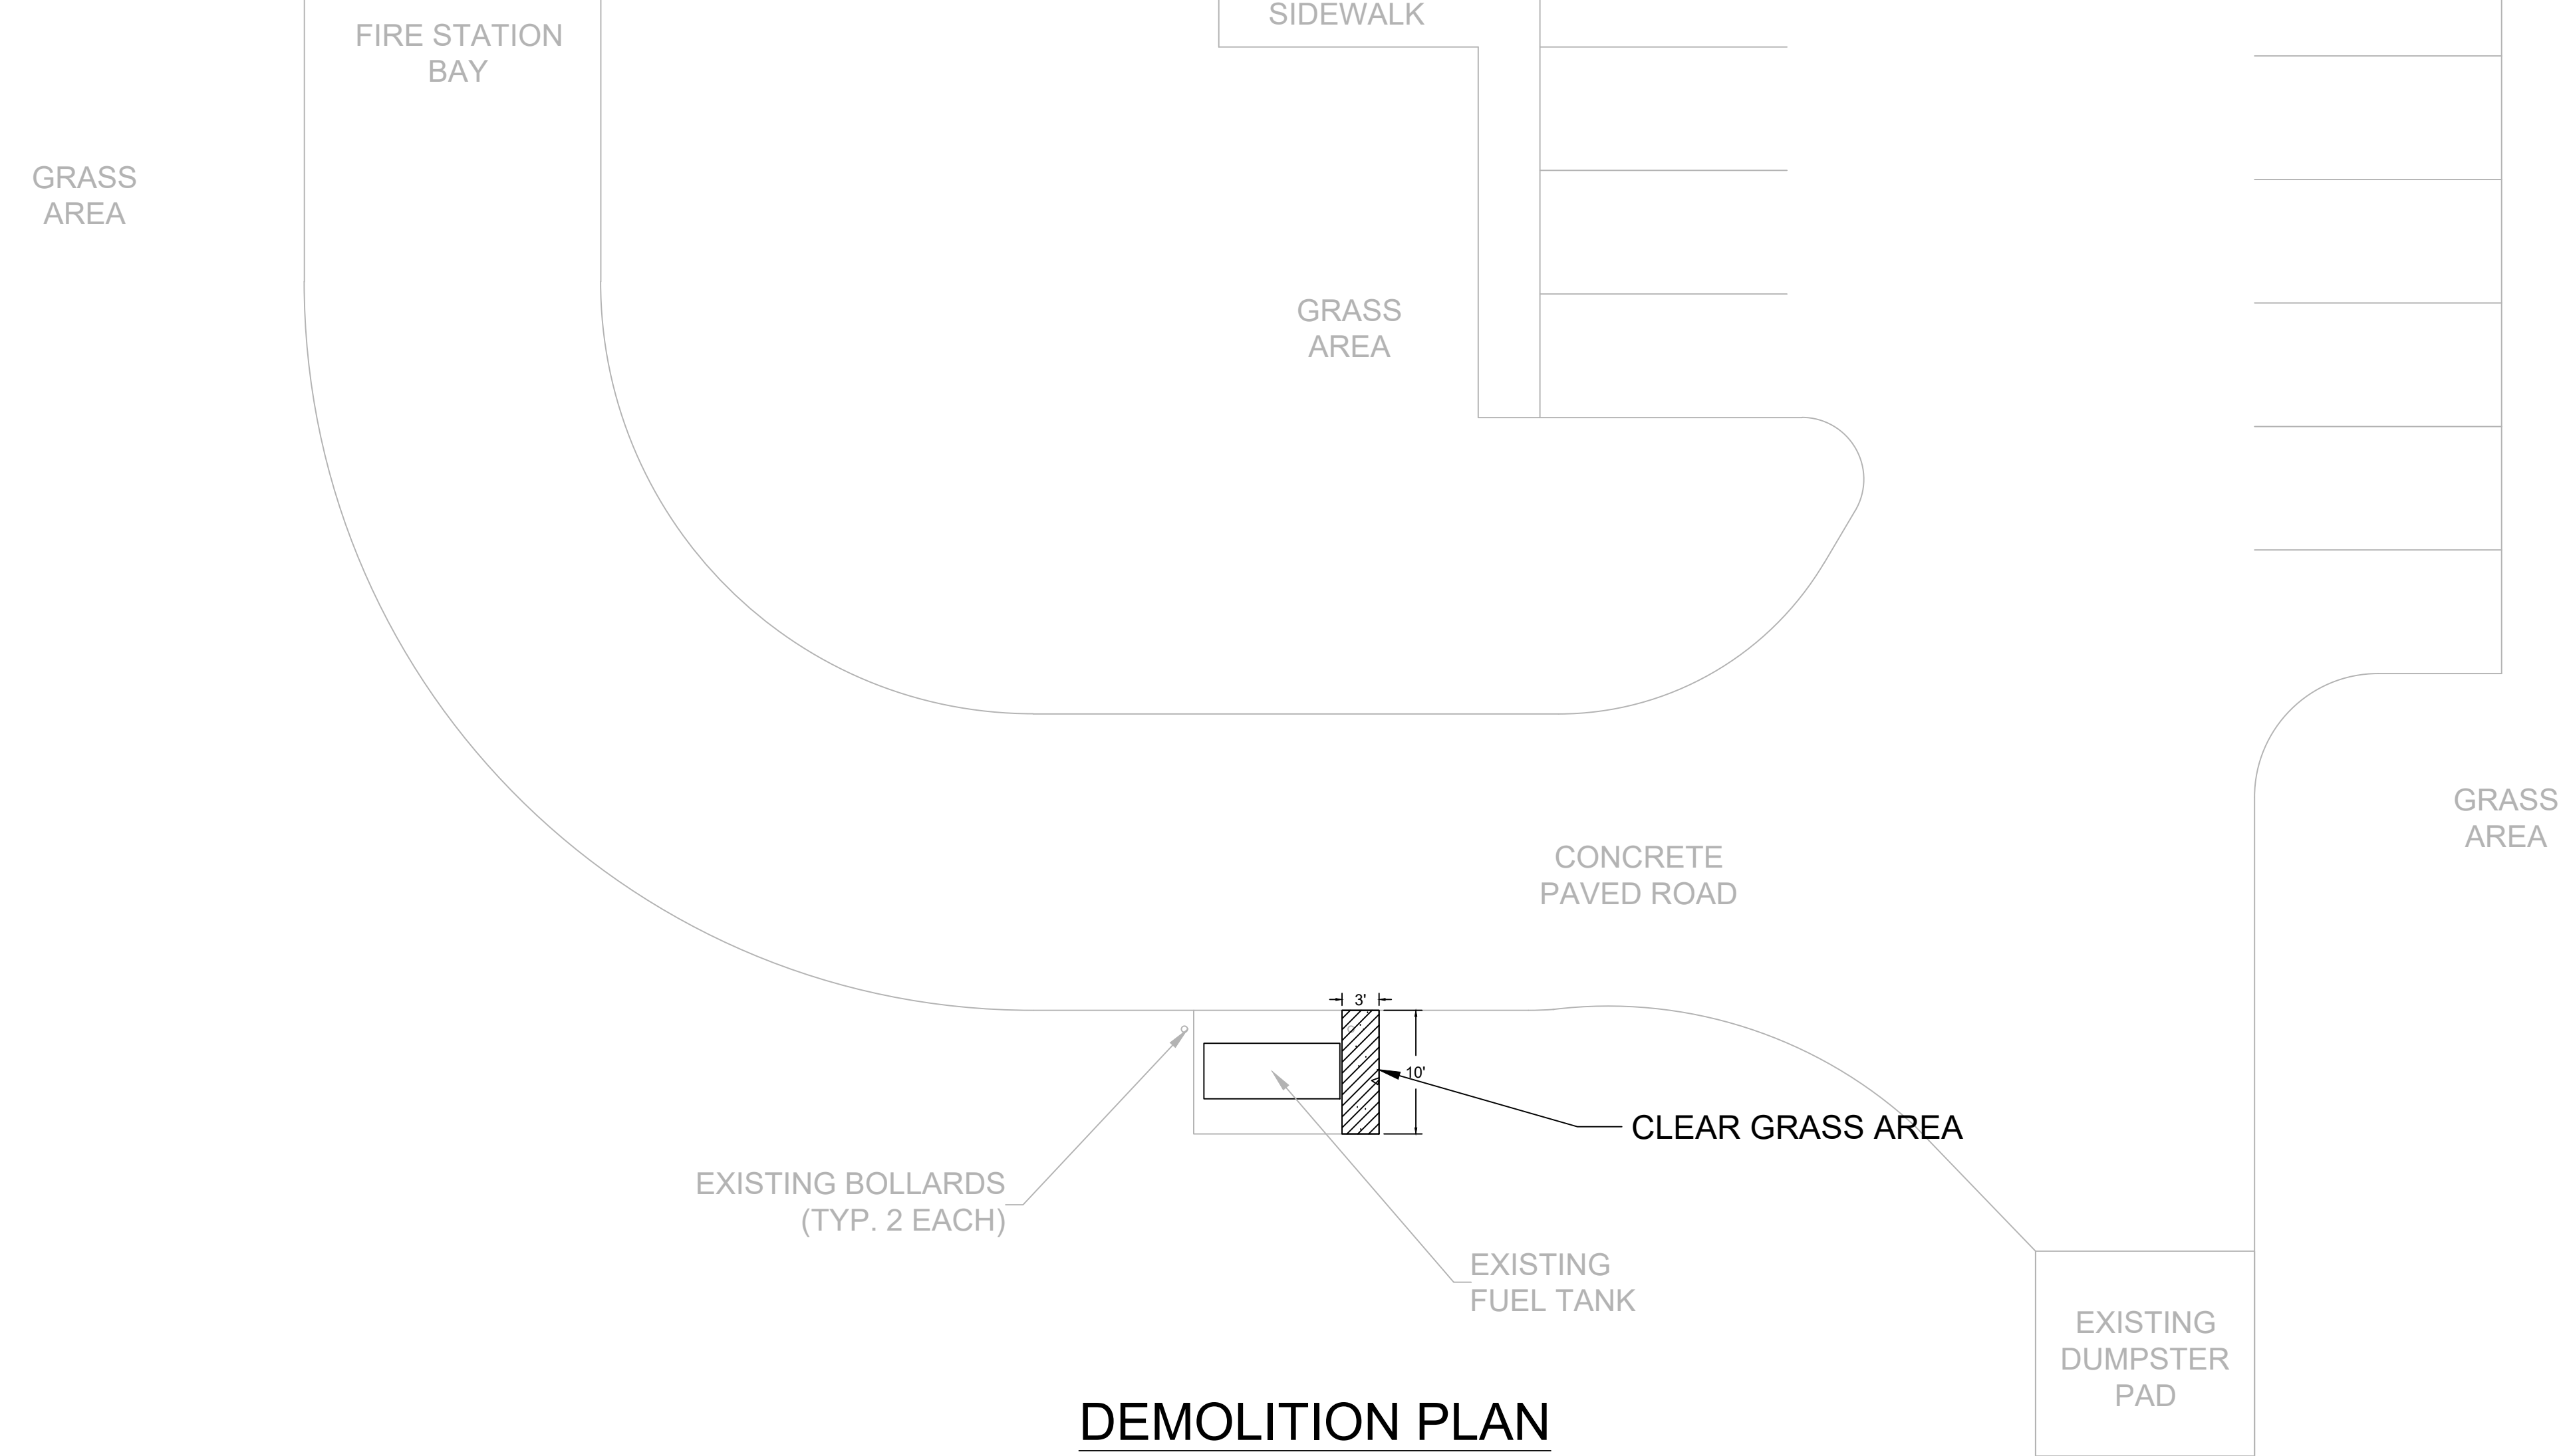 SIDEWALK
FIRE STATION
BAY
GRASS
AREA
GRASS
AREA
GRASS
AREA
CONCRETE
PAVED ROAD
3'
10'
CLEAR GRASS AREA
EXISTING BOLLARDS
(TYP. 2 EACH)
EXISTING
FUEL TANK
EXISTING
DUMPSTER
PAD
DEMOLITION PLAN